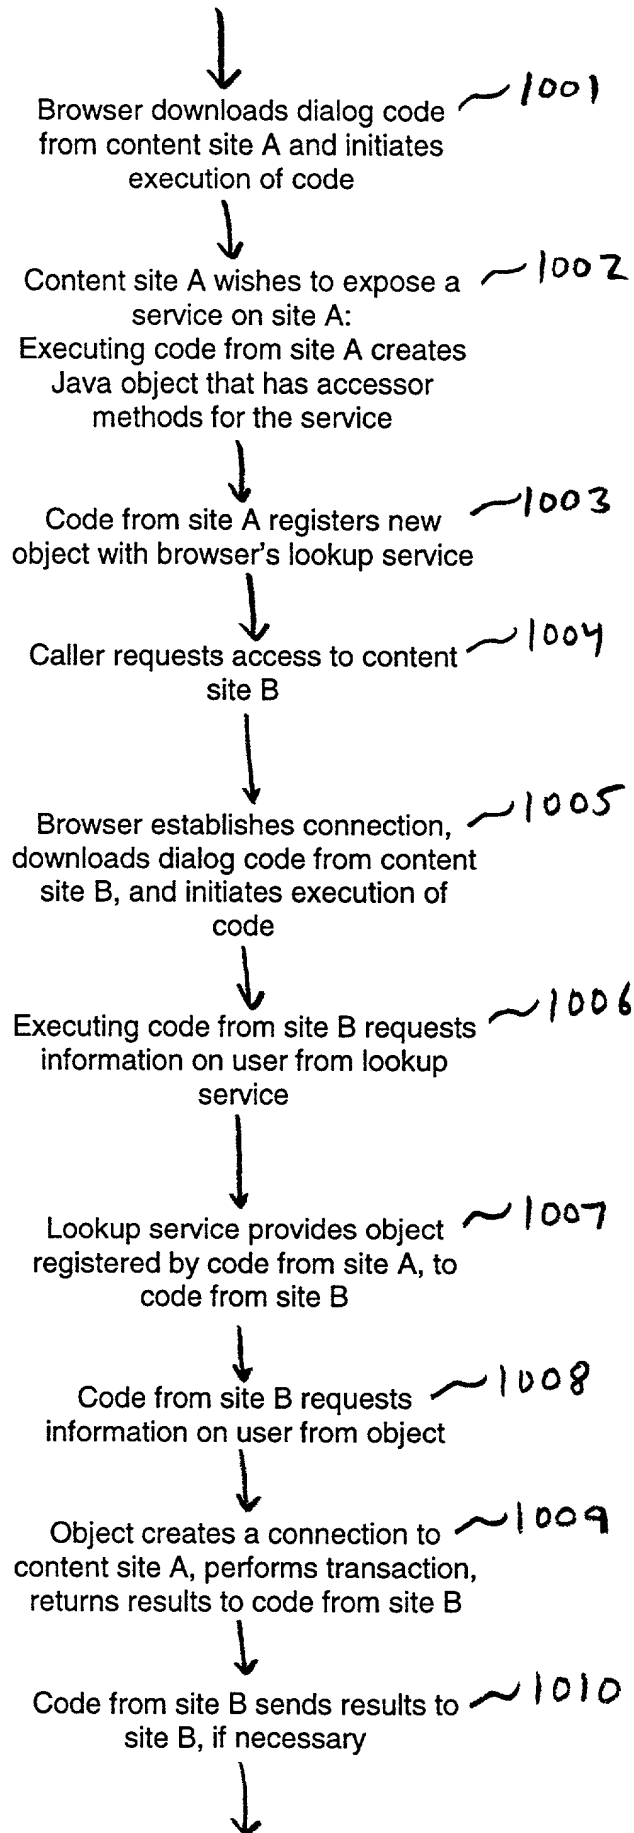 Browser downloads dialog code 1001
from content site A and initiates
execution of code
Content site A wishes to expose a 1002
service on site A:
Executing code from site A creates
Java object that has accessor
methods for the service
Code from site A registers new 1003
object with browser's lookup service
Caller requests access to content 1004
site B
Browser establishes connection, 1005
downloads dialog code from content
site B, and initiates execution of
code
Executing code from site B requests 1006
information on user from lookup
service
Lookup service provides object 1007
registered by code from site A, to
code from site B
Code from site B requests 1008
information on user from object
Object creates a connection to 1009
content site A, performs transaction,
returns results to code from site B
Code from site B sends results to 1010
site B, if necessary